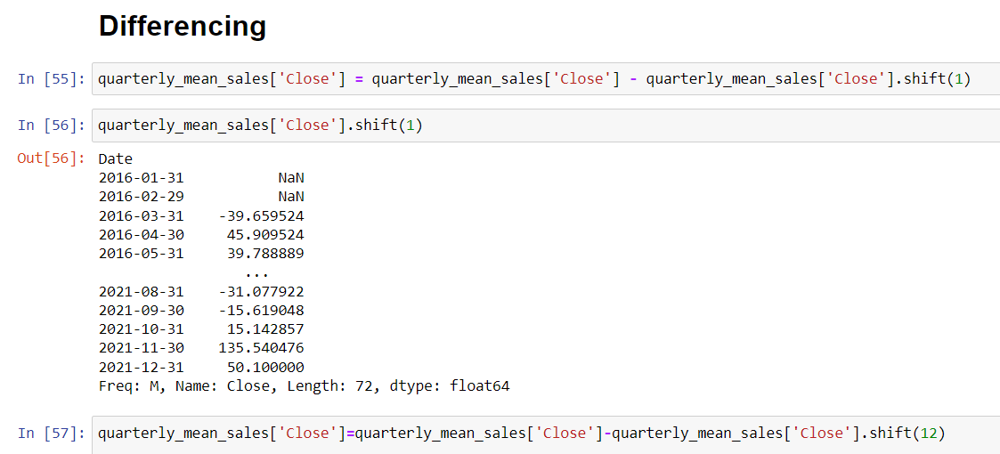 Differencing
In [55]: quarterly_mean_sales['Close'] = quarterly_mean_sales['Close'] - quarterly_mean_sales['Close'].shift(1)
In [56]: quarterly_mean_sales['Close'].shift(1)
Out[56]: Date
2016-01-31 NaN
2016-02-29 NaN
2016-03-31 -39.659524
2016-04-30 45.909524
2016-05-31 39.788889
...
2021-08-31 -31.077922
2021-09-30 -15.619048
2021-10-31 15.142857
2021-11-30 135.540476
2021-12-31 50.100000
Freq: M, Name: Close, Length: 72, dtype: float64
In [57]: quarterly_mean_sales['Close']=quarterly_mean_sales['Close']-quarterly_mean_sales['Close'].shift(12)